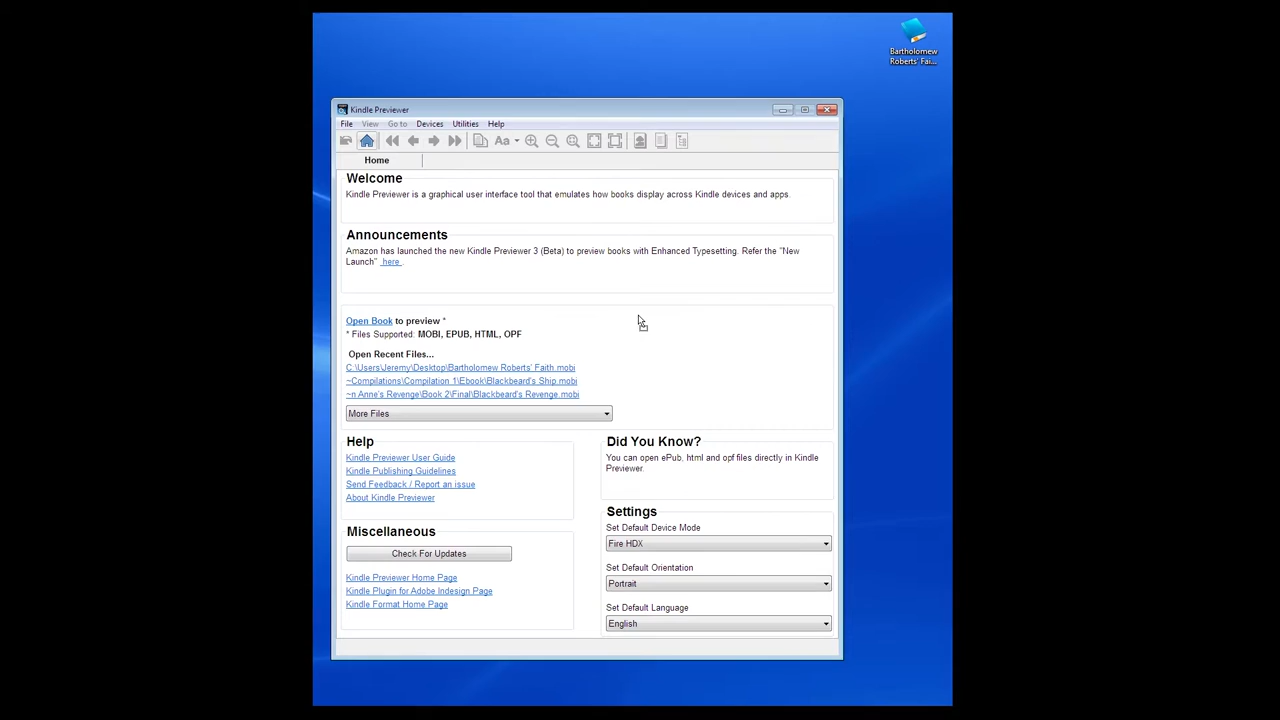 Bartholomew
Roberts' Fai...
Kindle Previewer
File View Go to Devices Utilities Help
Aa
Home
Welcome
Kindle Previewer is a graphical user interface tool that emulates how books display across Kindle devices and apps.
Announcements
Amazon has launched the new Kindle Previewer 3 (Beta) to preview books with Enhanced Typesetting. Refer the "New
Launch" here .
Open Book to preview *
* Files Supported: MOBI, EPUB, HTML, OPF
Open Recent Files...
C:\Users\Jeremy\Desktop\Bartholomew Roberts' Faith.mobi
~Compilations\Compilation 1\Ebook\Blackbeard's Ship.mobi
~n Anne's Revenge\Book 2\Final\Blackbeard's Revenge.mobi
More Files
Help
Kindle Previewer User Guide
Kindle Publishing Guidelines
Send Feedback / Report an issue
About Kindle Previewer
Did You Know?
You can open ePub, html and opf files directly in Kindle
Previewer.
Miscellaneous
Check For Updates
Kindle Previewer Home Page
Kindle Plugin for Adobe Indesign Page
Kindle Format Home Page
Settings
Set Default Device Mode
Fire HDX
Set Default Orientation
Portrait
Set Default Language
English